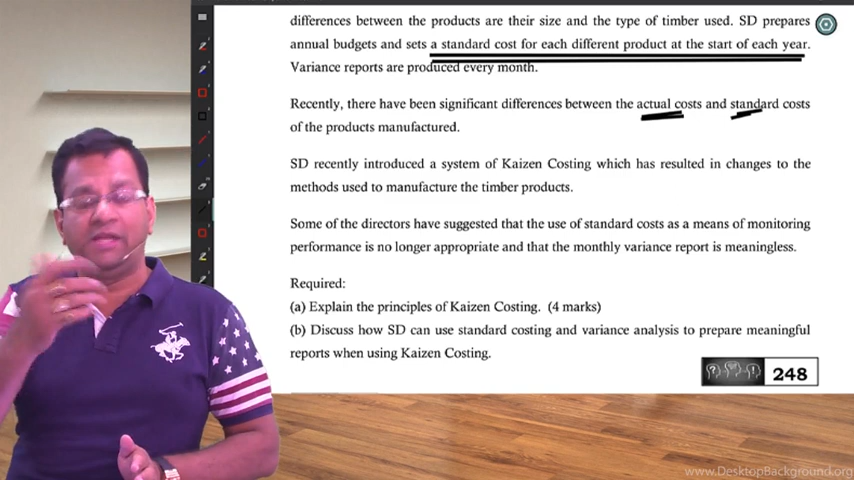 differences between the products are their size and the type of timber used. SD prepares
annual budgets and sets a standard cost for each different product at the start of each year.
Variance reports are produced every month.
Recently, there have been significant differences between the actual costs and standard costs
of the products manufactured.
SD recently introduced a system of Kaizen Costing which has resulted in changes to the
methods used to manufacture the timber products.
Some of the directors have suggested that the use of standard costs as a means of monitoring
performance is no longer appropriate and that the monthly variance report is meaningless.
Required:
(a) Explain the principles of Kaizen Costing. (4 marks)
(b) Discuss how SD can use standard costing and variance analysis to prepare meaningful
reports when using Kaizen Costing.
248
www.DesktopBackground.org